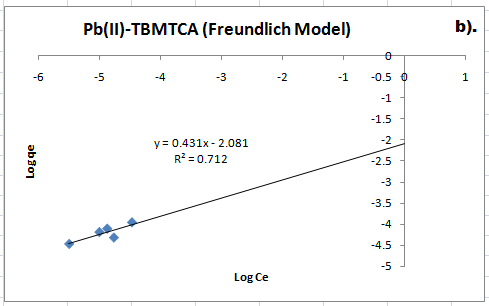 Pb(II)-TBMTCA (Freundlich Model)
b).
0
-6 -5 -4 -3 -2 -1 0 1
-0.5
-1
-1.5
-2
y = 0.431x - 2.081
R² = 0.712
-2.5
-3
-3.5
-4
-4.5
-5
Log qe
Log Ce